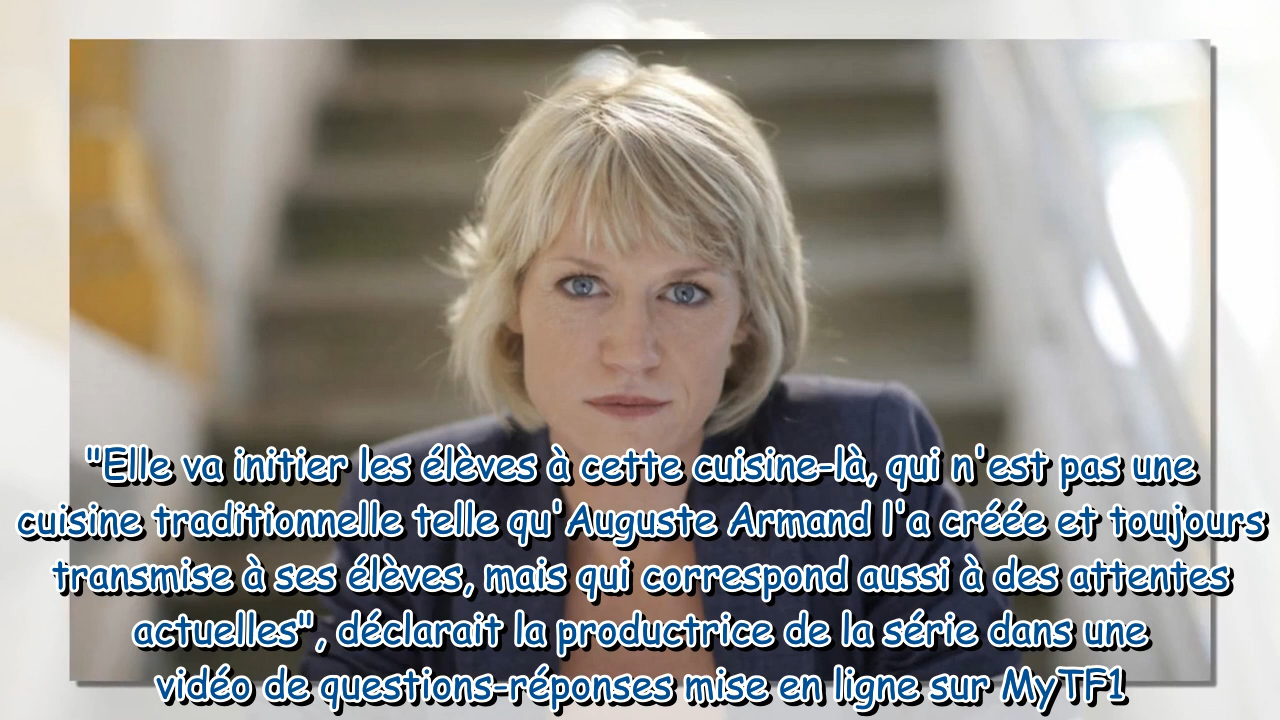 "Elle va initier les élèves à cette cuisine-là, qui n'est pas une
cuisine traditionnelle telle qu'Auguste Armand l'a créée et toujours
transmise à ses élèves, mais qui correspond aussi à des attentes
actuelles", déclarait la productrice de la série dans une
vidéo de questions-réponses mise en ligne sur MyTF1